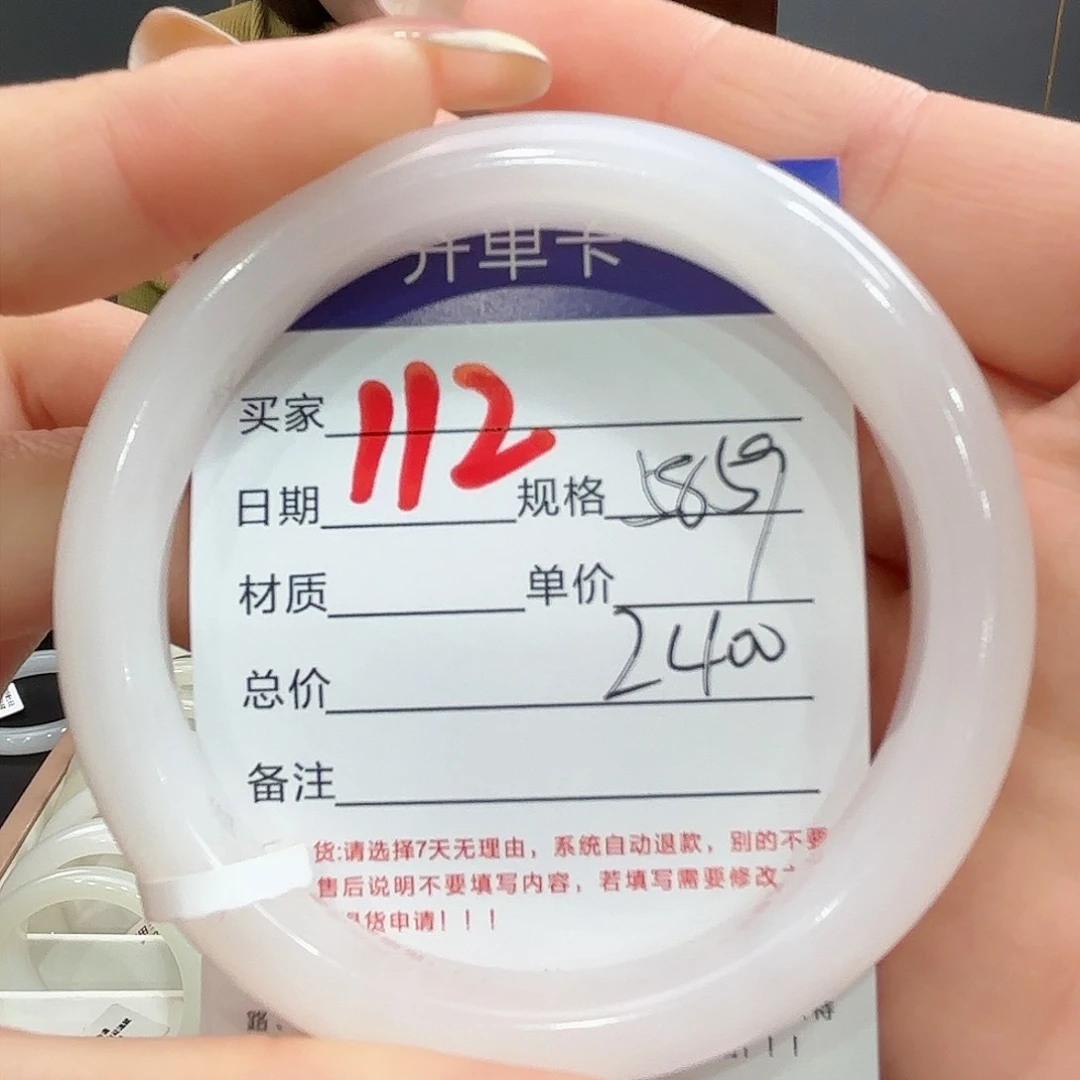 开单卡
买家
112
日期 规格 5859
材质 单价
2400
总价
备注
货:请选择7天无理由，系统自动退款，别的不要
售后说明不要填写内容，若填写需要修改
货申请！！！